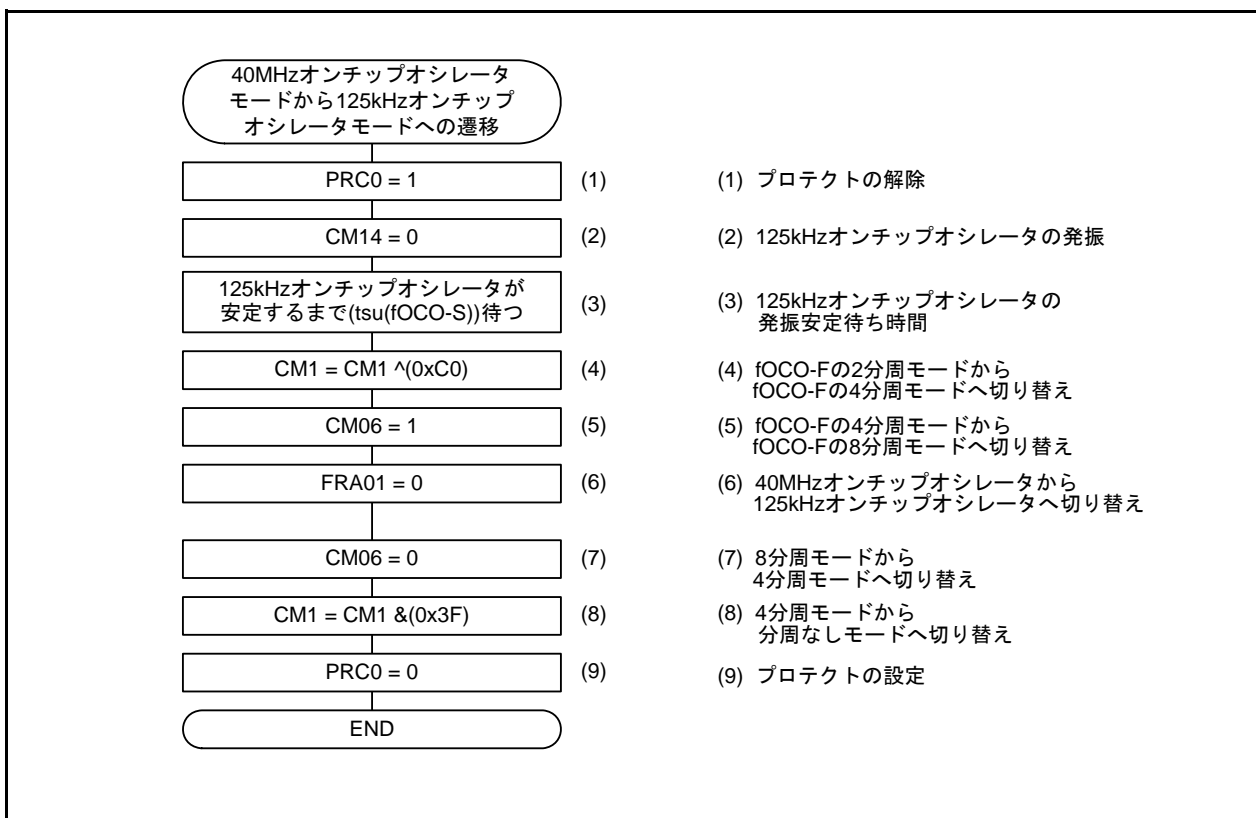 40MHzオンチップオシレータ
モードから125kHzオンチップ
オシレータモードへの遷移
PRC0 = 1
(1)
(1) プロテクトの解除
CM14 = 0
(2)
(2) 125kHzオンチップオシレータの発振
125kHzオンチップオシレータが
安定するまで(tsu(fOCO-S))待つ
(3)
(3) 125kHzオンチップオシレータの
発振安定待ち時間
CM1 = CM1 ^(0xC0)
(4)
(4) fOCO-Fの2分周モードから
fOCO-Fの4分周モードへ切り替え
CM06 = 1
(5)
(5) fOCO-Fの4分周モードから
fOCO-Fの8分周モードへ切り替え
FRA01 = 0
(6)
(6) 40MHzオンチップオシレータから
125kHzオンチップオシレータへ切り替え
CM06 = 0
(7)
(7) 8分周モードから
4分周モードへ切り替え
CM1 = CM1 &(0x3F)
(8)
(8) 4分周モードから
分周なしモードへ切り替え
PRC0 = 0
(9)
(9) プロテクトの設定
END